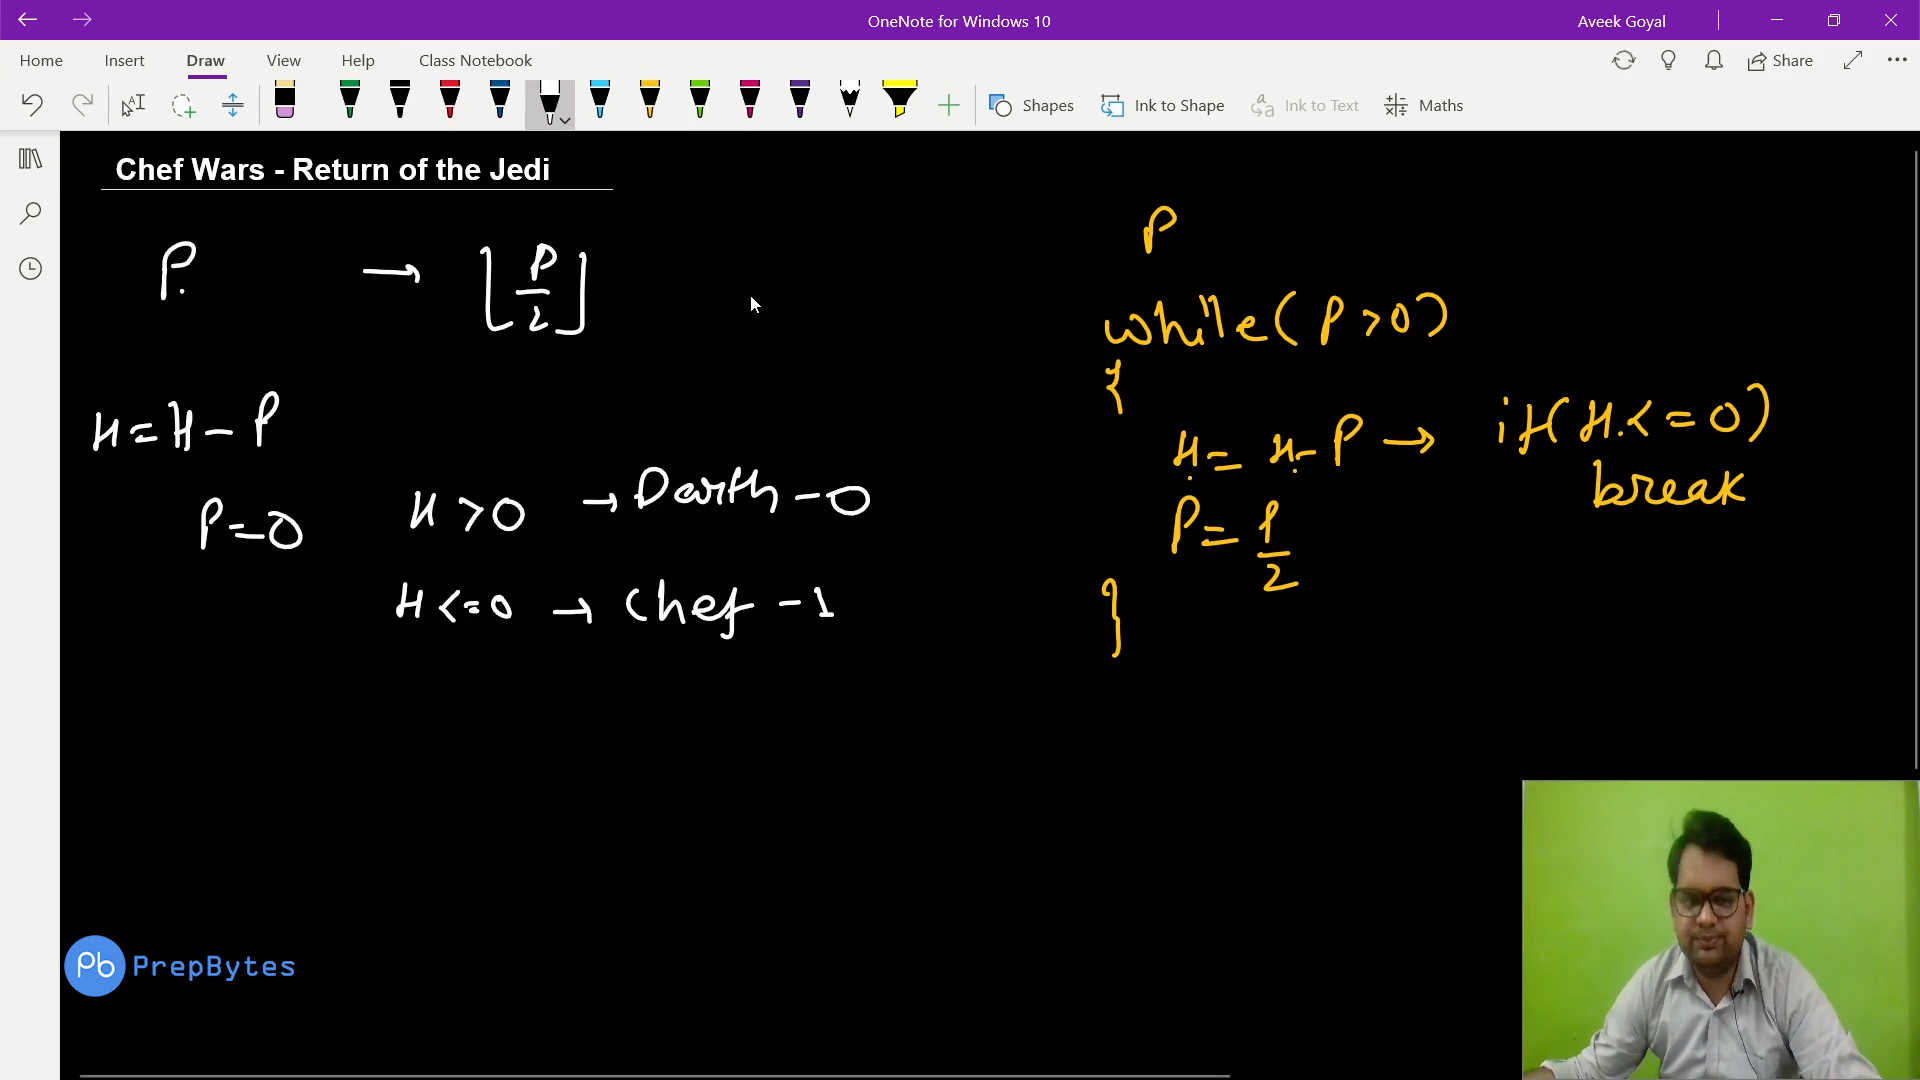 OneNote for Windows 10
Aveek Goyal
Home Insert Draw View Help Class Notebook
Share
Shapes Ink to Shape Ink to Text Maths
Chef Wars - Return of the Jedi
P. → ⌊P/2⌋
H = H - P
P = 0
H > 0 → Darth - 0
H <= 0 → Chef - 1
P
while(P > 0)
{
H = H - P → if(H <= 0)
break
P = P/2
}
Pb PrepBytes